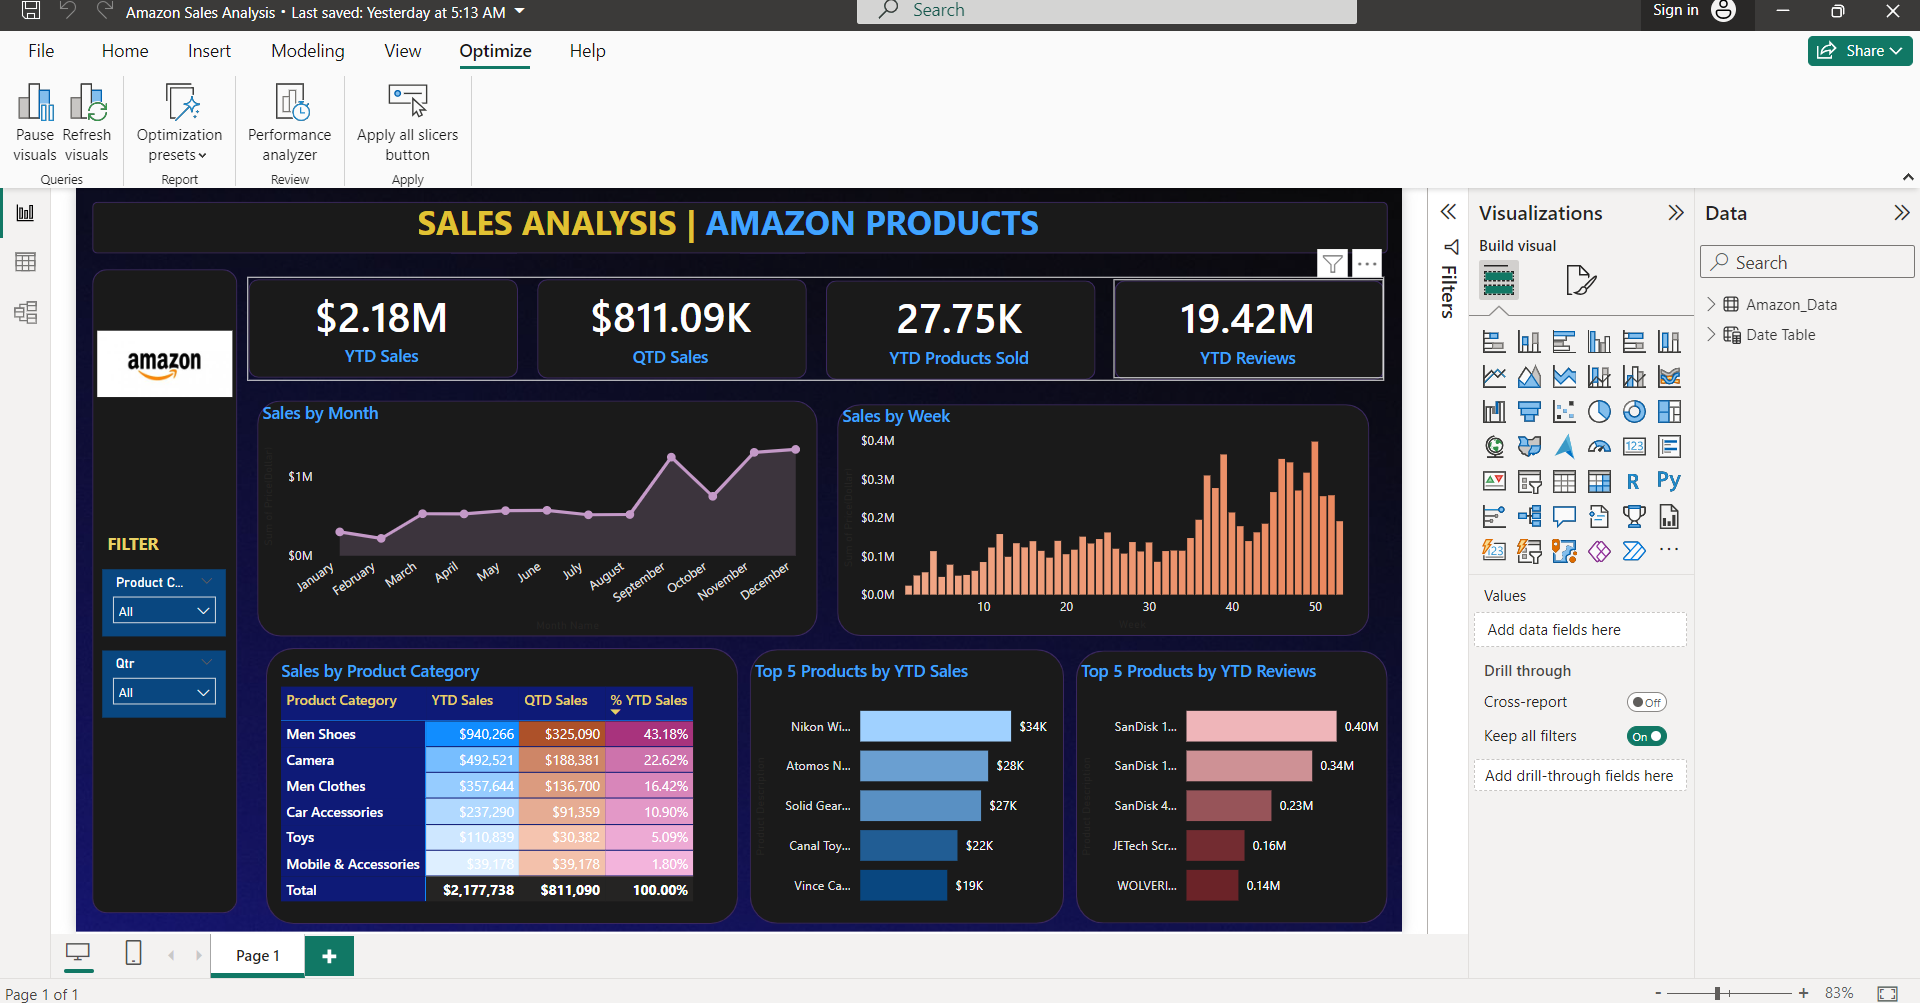 Amazon Sales Analysis • Last saved: Yesterday at 5:13 AM
Search
Sign in
File Home Insert Modeling View Optimize Help
Share
Pause visuals
Refresh visuals
Optimization presets
Performance analyzer
Apply all slicers button
Queries Report Review Apply
SALES ANALYSIS | AMAZON PRODUCTS
amazon
$2.18M
YTD Sales
$811.09K
QTD Sales
27.75K
YTD Products Sold
19.42M
YTD Reviews
FILTER
Product C...
All
Qtr
All
Sales by Month
$1M
$0M
January February March April May June July August September October November December
Month Name
Sales by Week
$0.4M
$0.3M
$0.2M
$0.1M
$0.0M
10 20 30 40 50
Week
Sales by Product Category
Product Category YTD Sales QTD Sales % YTD Sales
Men Shoes $940,266 $325,090 43.18%
Camera $492,521 $188,381 22.62%
Men Clothes $357,644 $136,700 16.42%
Car Accessories $237,290 $91,359 10.90%
Toys $110,839 $30,382 5.09%
Mobile & Accessories $39,178 $39,178 1.80%
Total $2,177,738 $811,090 100.00%
Top 5 Products by YTD Sales
Product Description
Nikon Wi... $34K
Atomos N... $28K
Solid Gear... $27K
Canal Toy... $22K
Vince Ca... $19K
Top 5 Products by YTD Reviews
Product Description
SanDisk 1... 0.40M
SanDisk 1... 0.34M
SanDisk 4... 0.23M
JETech Scr... 0.16M
WOLVERI... 0.14M
Filters
Visualizations
Build visual
123
R
Py
123
Values
Add data fields here
Drill through
Cross-report Off
Keep all filters On
Add drill-through fields here
Data
Search
Amazon_Data
Date Table
Page 1
Page 1 of 1
- + 83%